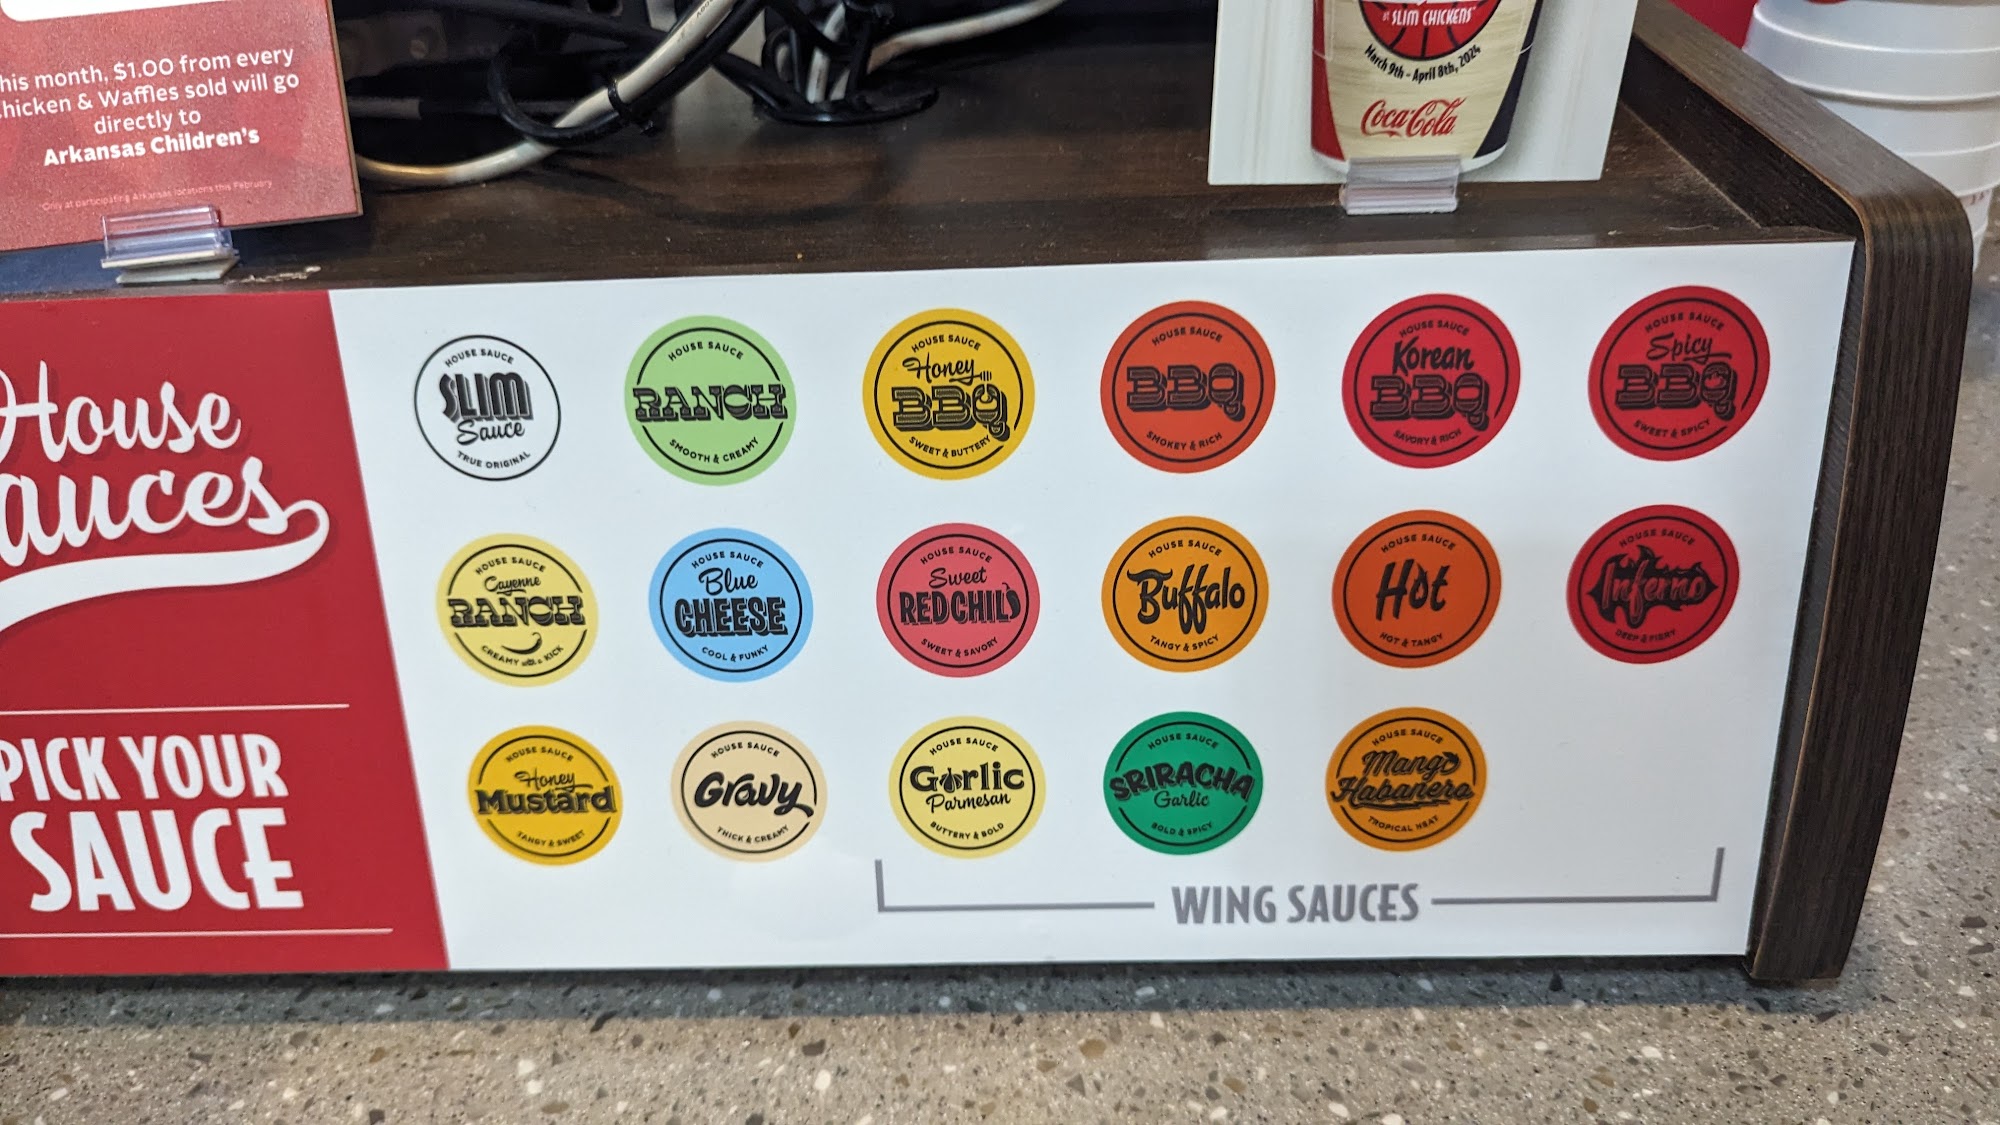 his month, $1.00 from every
hicken & Waffles sold will go
directly to
Arkansas Children's
*Only at participating Arkansas locations this February
AT SLIM CHICKENS
March 9th - April 8th, 2024
Coca-Cola
House
auces
PICK YOUR
SAUCE
HOUSE SAUCE
SLIM
Sauce
TRUE ORIGINAL
HOUSE SAUCE
RANCH
SMOOTH & CREAMY
HOUSE SAUCE
Honey
BBQ
SWEET & BUTTERY
HOUSE SAUCE
BBQ
SMOKEY & RICH
HOUSE SAUCE
Korean
BBQ
SAVORY & RICH
HOUSE SAUCE
Spicy
BBQ
SWEET & SPICY
HOUSE SAUCE
Cayenne
RANCH
CREAMY with a KICK
HOUSE SAUCE
Blue
CHEESE
COOL & FUNKY
HOUSE SAUCE
Sweet
RED CHILI
SWEET & SAVORY
HOUSE SAUCE
Buffalo
TANGY & SPICY
HOUSE SAUCE
Hot
HOT & TANGY
HOUSE SAUCE
Inferno
DEEP & FIERY
HOUSE SAUCE
Honey
Mustard
TANGY & SWEET
HOUSE SAUCE
Gravy
THICK & CREAMY
HOUSE SAUCE
Garlic
Parmesan
BUTTERY & BOLD
HOUSE SAUCE
SRIRACHA
Garlic
BOLD & SPICY
HOUSE SAUCE
Mango
Habanero
TROPICAL HEAT
WING SAUCES